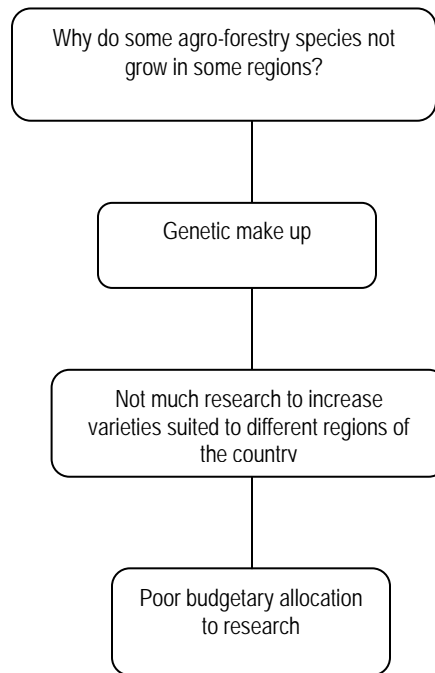 Why do some agro-forestry species not
grow in some regions?
Genetic make up
Not much research to increase
varieties suited to different regions of
the country
Poor budgetary allocation
to research